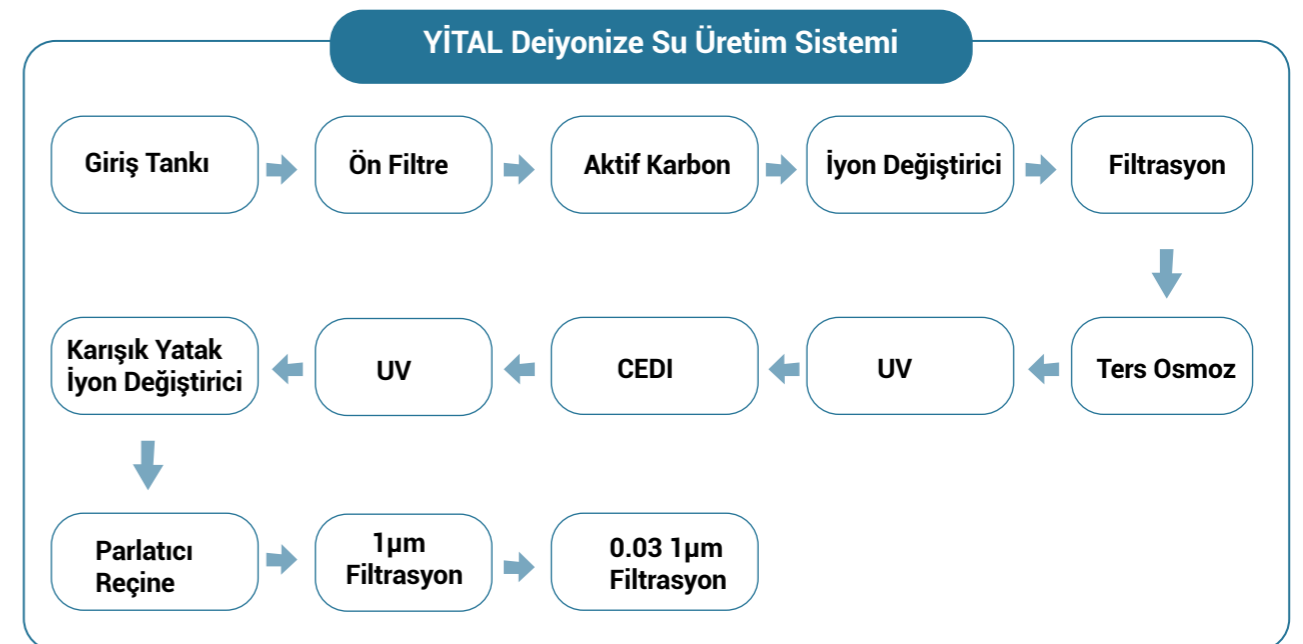 YİTAL Deiyonize Su Üretim Sistemi
Giriş Tankı
Ön Filtre
Aktif Karbon
İyon Değiştirici
Filtrasyon
Ters Osmoz
UV
CEDI
UV
Karışık Yatak
İyon Değiştirici
Parlatıcı
Reçine
1µm
Filtrasyon
0.03 1µm
Filtrasyon